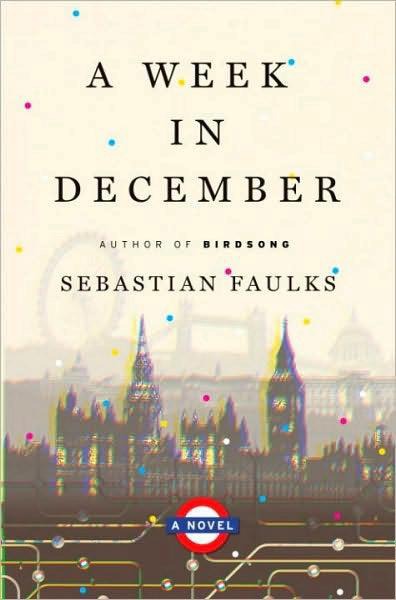 A WEEK
IN
DECEMBER
AUTHOR OF BIRDSONG
SEBASTIAN FAULKS
A NOVEL